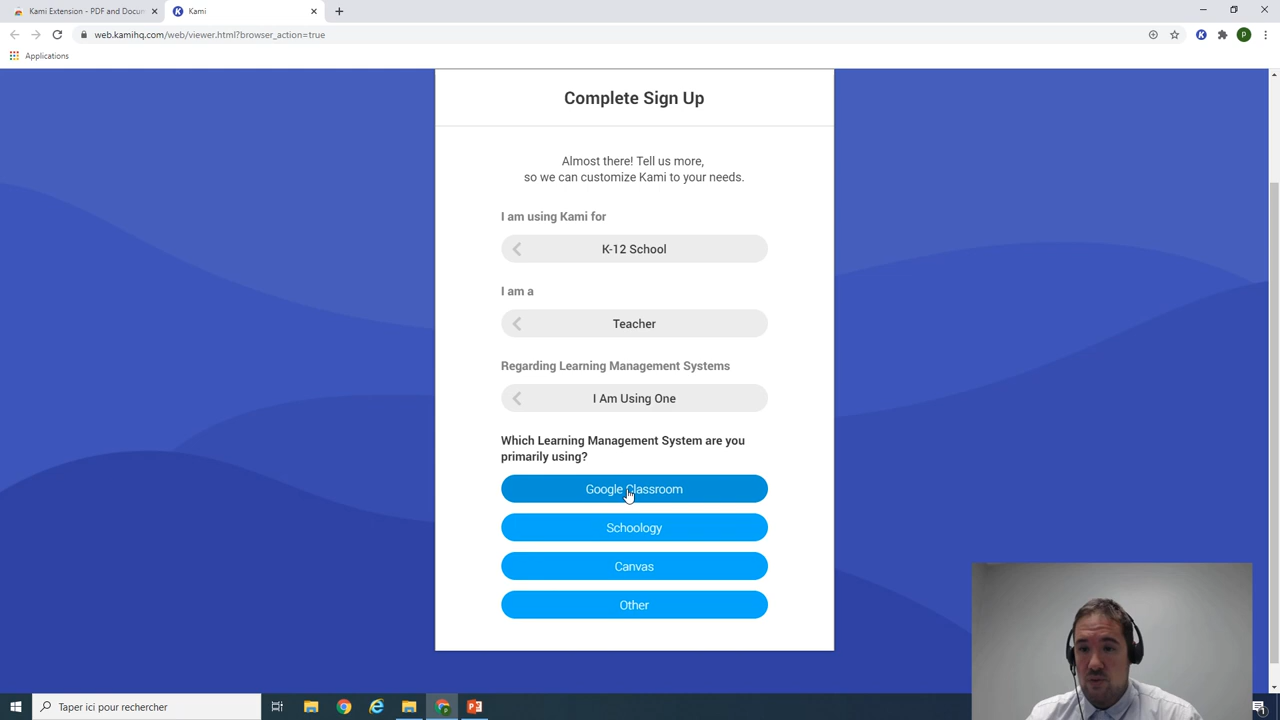 Kami Extension - PDF and Docum
Kami
web.kamihq.com/web/viewer.html?browser_action=true
P
Applications
Complete Sign Up
Almost there! Tell us more,
so we can customize Kami to your needs.
I am using Kami for
K-12 School
I am a
Teacher
Regarding Learning Management Systems
I Am Using One
Which Learning Management System are you
primarily using?
Google Classroom
Schoology
Canvas
Other
Taper ici pour rechercher